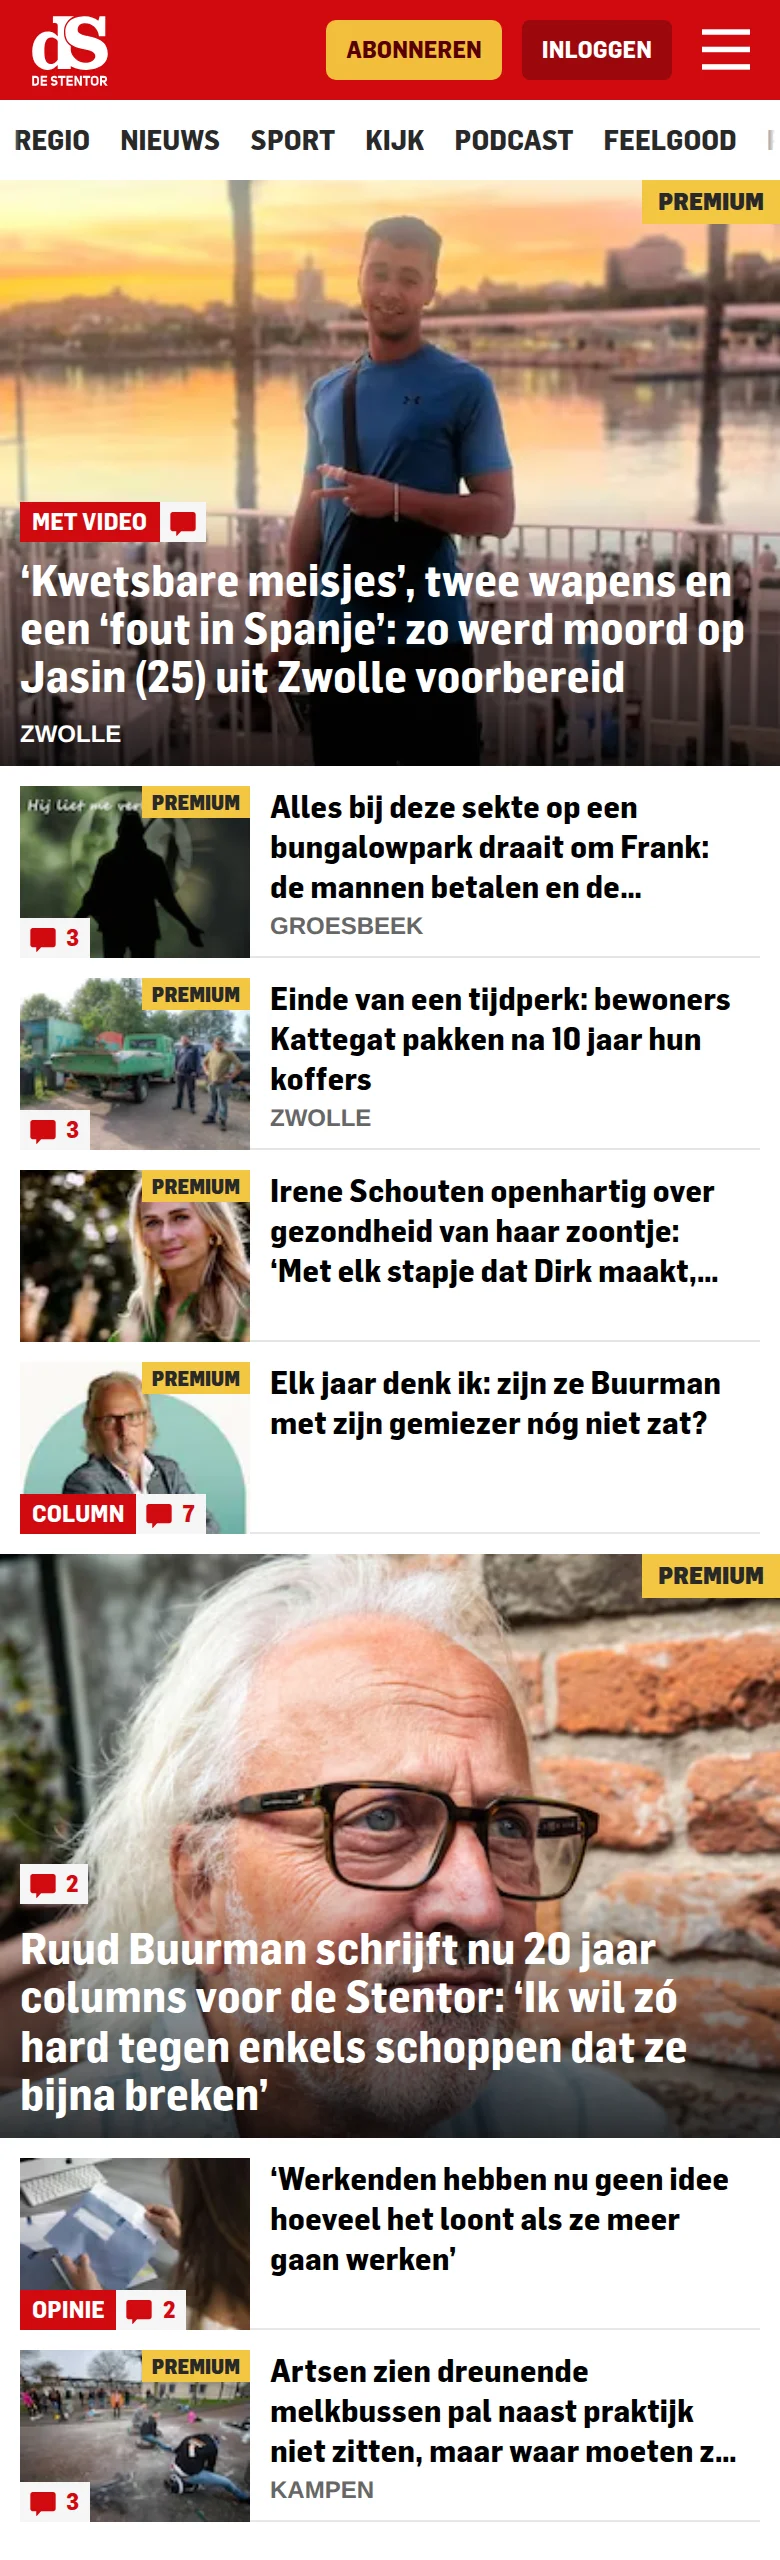 dS
DE STENTOR
ABONNEREN
INLOGGEN
REGIO NIEUWS SPORT KIJK PODCAST FEELGOOD
PREMIUM
MET VIDEO
‘Kwetsbare meisjes’, twee wapens en
een ‘fout in Spanje’: zo werd moord op
Jasin (25) uit Zwolle voorbereid
ZWOLLE
Hij liet me ver
PREMIUM
3
Alles bij deze sekte op een
bungalowpark draait om Frank:
de mannen betalen en de...
GROESBEEK
PREMIUM
3
Einde van een tijdperk: bewoners
Kattegat pakken na 10 jaar hun
koffers
ZWOLLE
PREMIUM
Irene Schouten openhartig over
gezondheid van haar zoontje:
‘Met elk stapje dat Dirk maakt,...
PREMIUM
COLUMN 7
Elk jaar denk ik: zijn ze Buurman
met zijn gemiezer nóg niet zat?
PREMIUM
2
Ruud Buurman schrijft nu 20 jaar
columns voor de Stentor: ‘Ik wil zó
hard tegen enkels schoppen dat ze
bijna breken’
OPINIE 2
‘Werkenden hebben nu geen idee
hoeveel het loont als ze meer
gaan werken’
PREMIUM
3
Artsen zien dreunende
melkbussen pal naast praktijk
niet zitten, maar waar moeten z...
KAMPEN